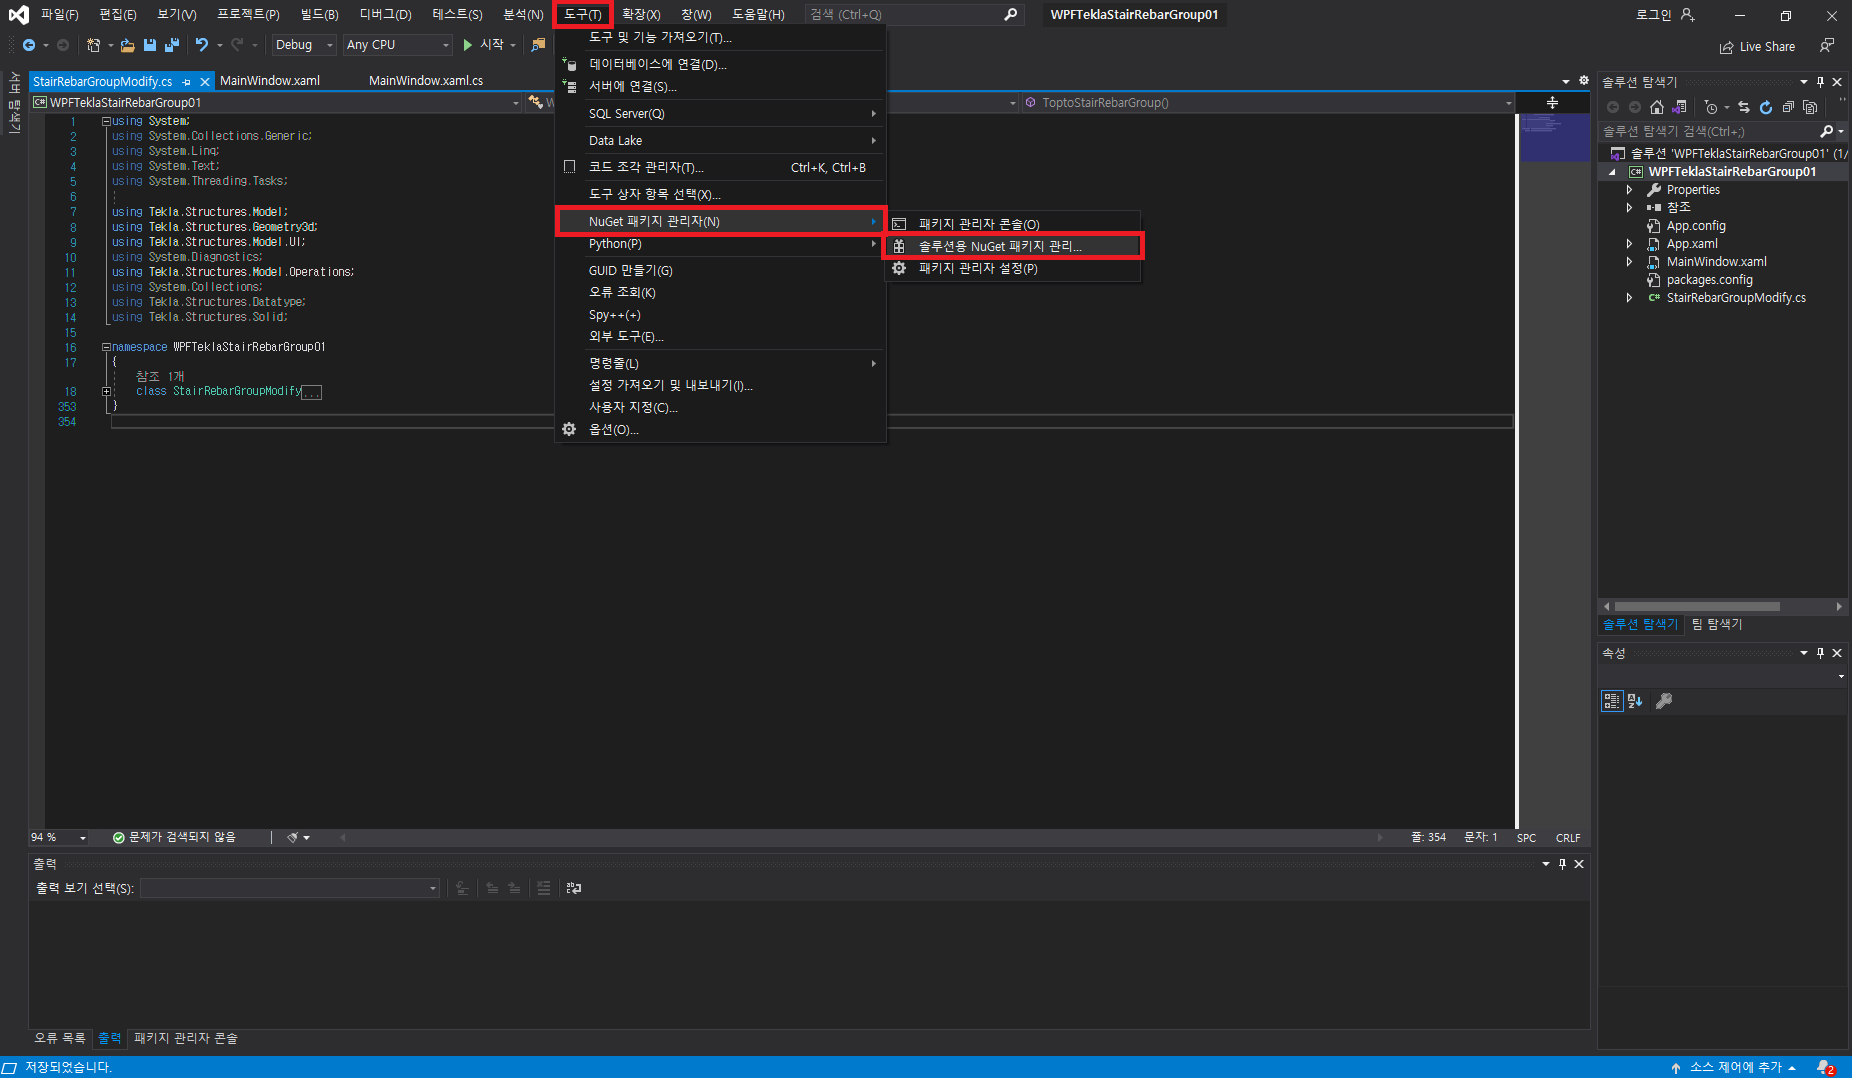 파일(F) 편집(E) 보기(V) 프로젝트(P) 빌드(B) 디버그(D) 테스트(S) 분석(N) 도구(T) 확장(X) 창(W) 도움말(H) 검색 (Ctrl+Q) WPFTeklaStairRebarGroup01 로그인
Debug Any CPU 시작 Live Share
서버 탐색기
StairRebarGroupModify.cs MainWindow.xaml MainWindow.xaml.cs
WPFTeklaStairRebarGroup01 W ToptoStairRebarGroup()
1 using System;
2 using System.Collections.Generic;
3 using System.Linq;
4 using System.Text;
5 using System.Threading.Tasks;
6
7 using Tekla.Structures.Model;
8 using Tekla.Structures.Geometry3d;
9 using Tekla.Structures.Model.UI;
10 using System.Diagnostics;
11 using Tekla.Structures.Model.Operations;
12 using System.Collections;
13 using Tekla.Structures.Datatype;
14 using Tekla.Structures.Solid;
15
16 namespace WPFTeklaStairRebarGroup01
17 {
참조 1개
18 class StairRebarGroupModify...
353 }
354
도구 및 기능 가져오기(T)...
데이터베이스에 연결(D)...
서버에 연결(S)...
SQL Server(Q)
Data Lake
코드 조각 관리자(T)... Ctrl+K, Ctrl+B
도구 상자 항목 선택(X)...
NuGet 패키지 관리자(N)
Python(P)
GUID 만들기(G)
오류 조회(K)
Spy++(+)
외부 도구(E)...
명령줄(L)
설정 가져오기 및 내보내기(I)...
사용자 지정(C)...
옵션(O)...
패키지 관리자 콘솔(O)
솔루션용 NuGet 패키지 관리...
패키지 관리자 설정(P)
솔루션 탐색기
솔루션 탐색기 검색(Ctrl+;)
솔루션 'WPFTeklaStairRebarGroup01' (1/
WPFTeklaStairRebarGroup01
Properties
참조
App.config
App.xaml
MainWindow.xaml
packages.config
StairRebarGroupModify.cs
솔루션 탐색기 팀 탐색기
속성
94 % 문제가 검색되지 않음 줄: 354 문자: 1 SPC CRLF
출력
출력 보기 선택(S):
오류 목록 출력 패키지 관리자 콘솔
저장되었습니다. 소스 제어에 추가 2